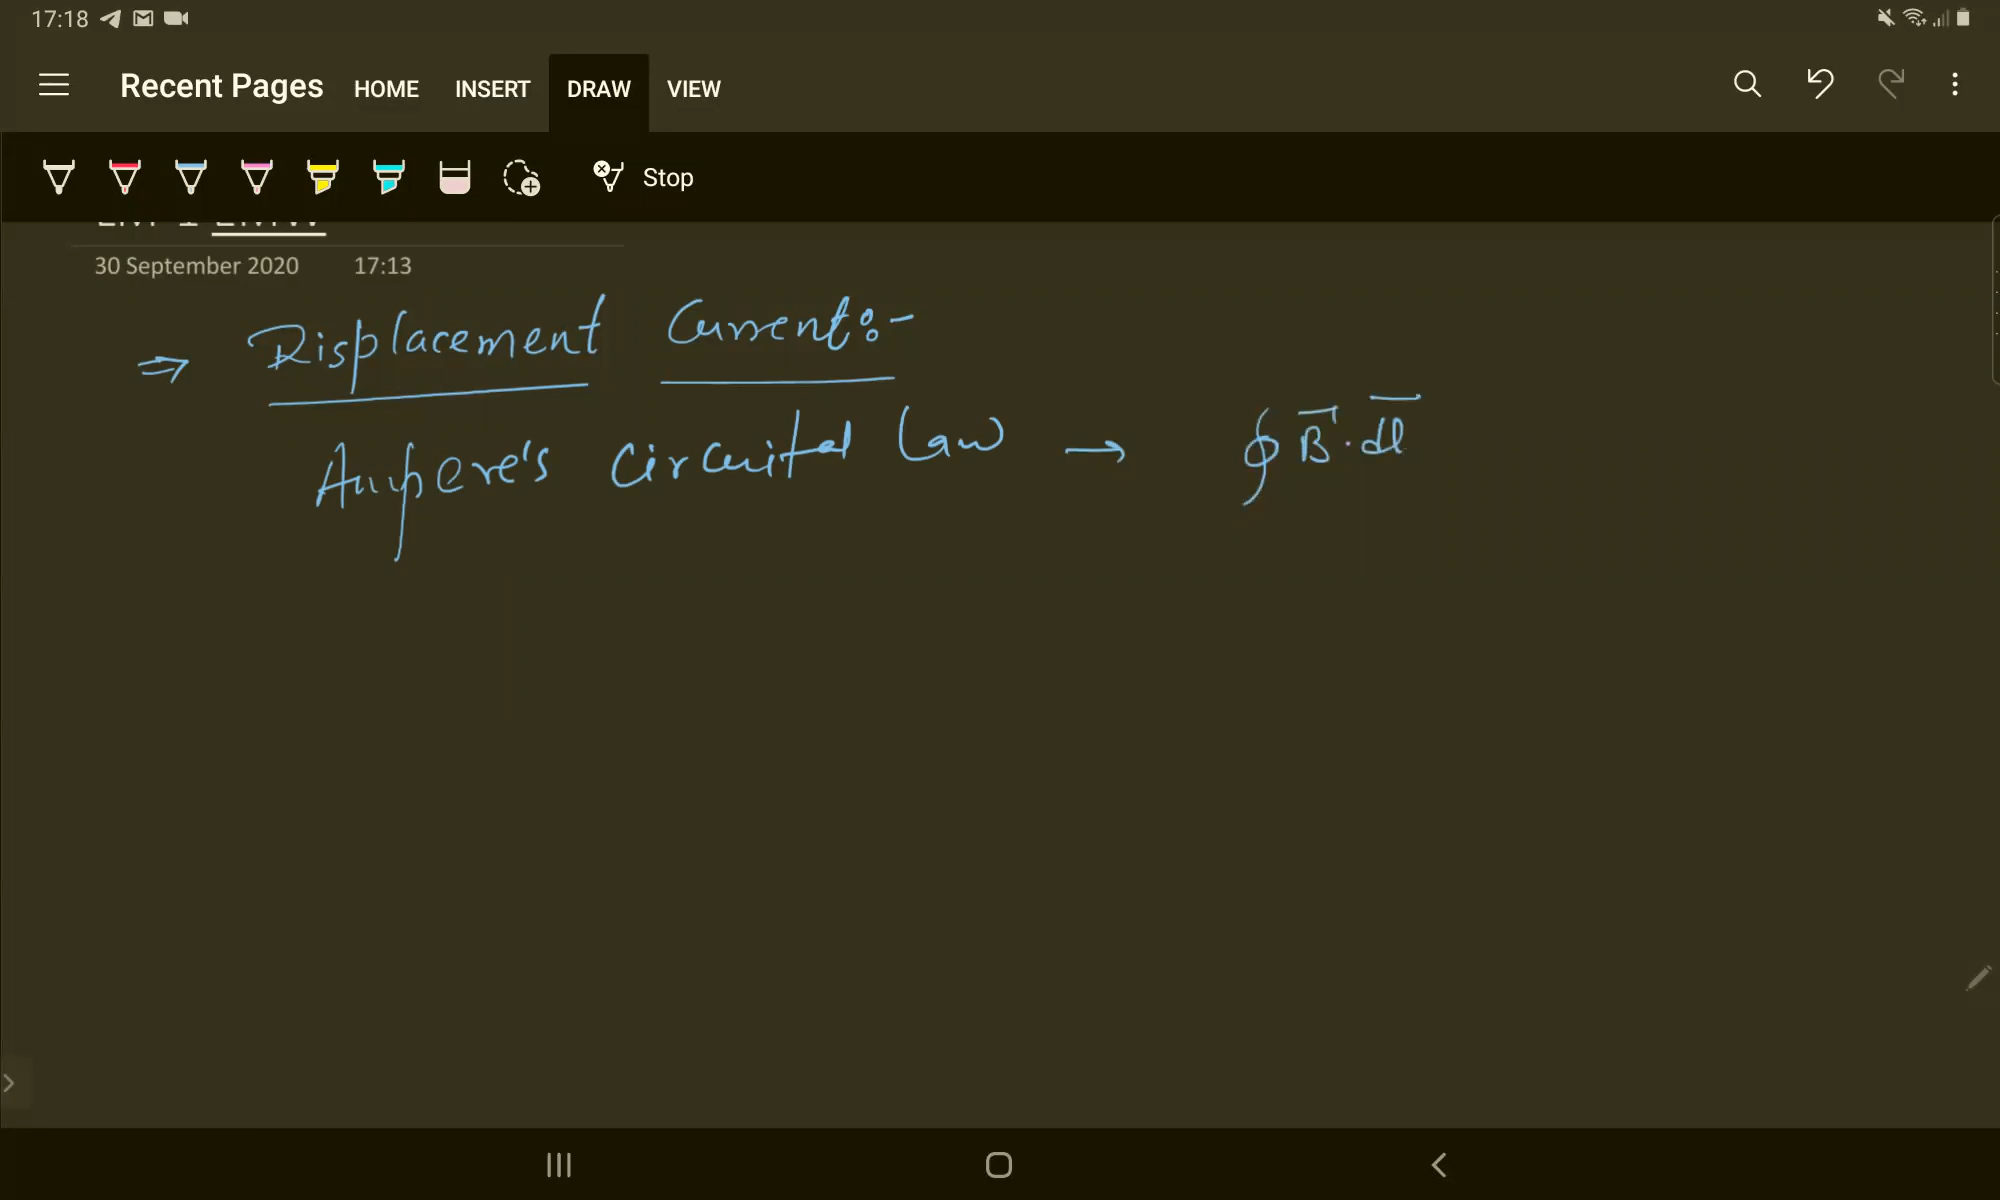 17:18
Recent Pages HOME INSERT DRAW VIEW
Stop
30 September 2020 17:13
⇒ Displacement Current:-
Ampere's Circuital Law → ∮ B⃗ · dl⃗